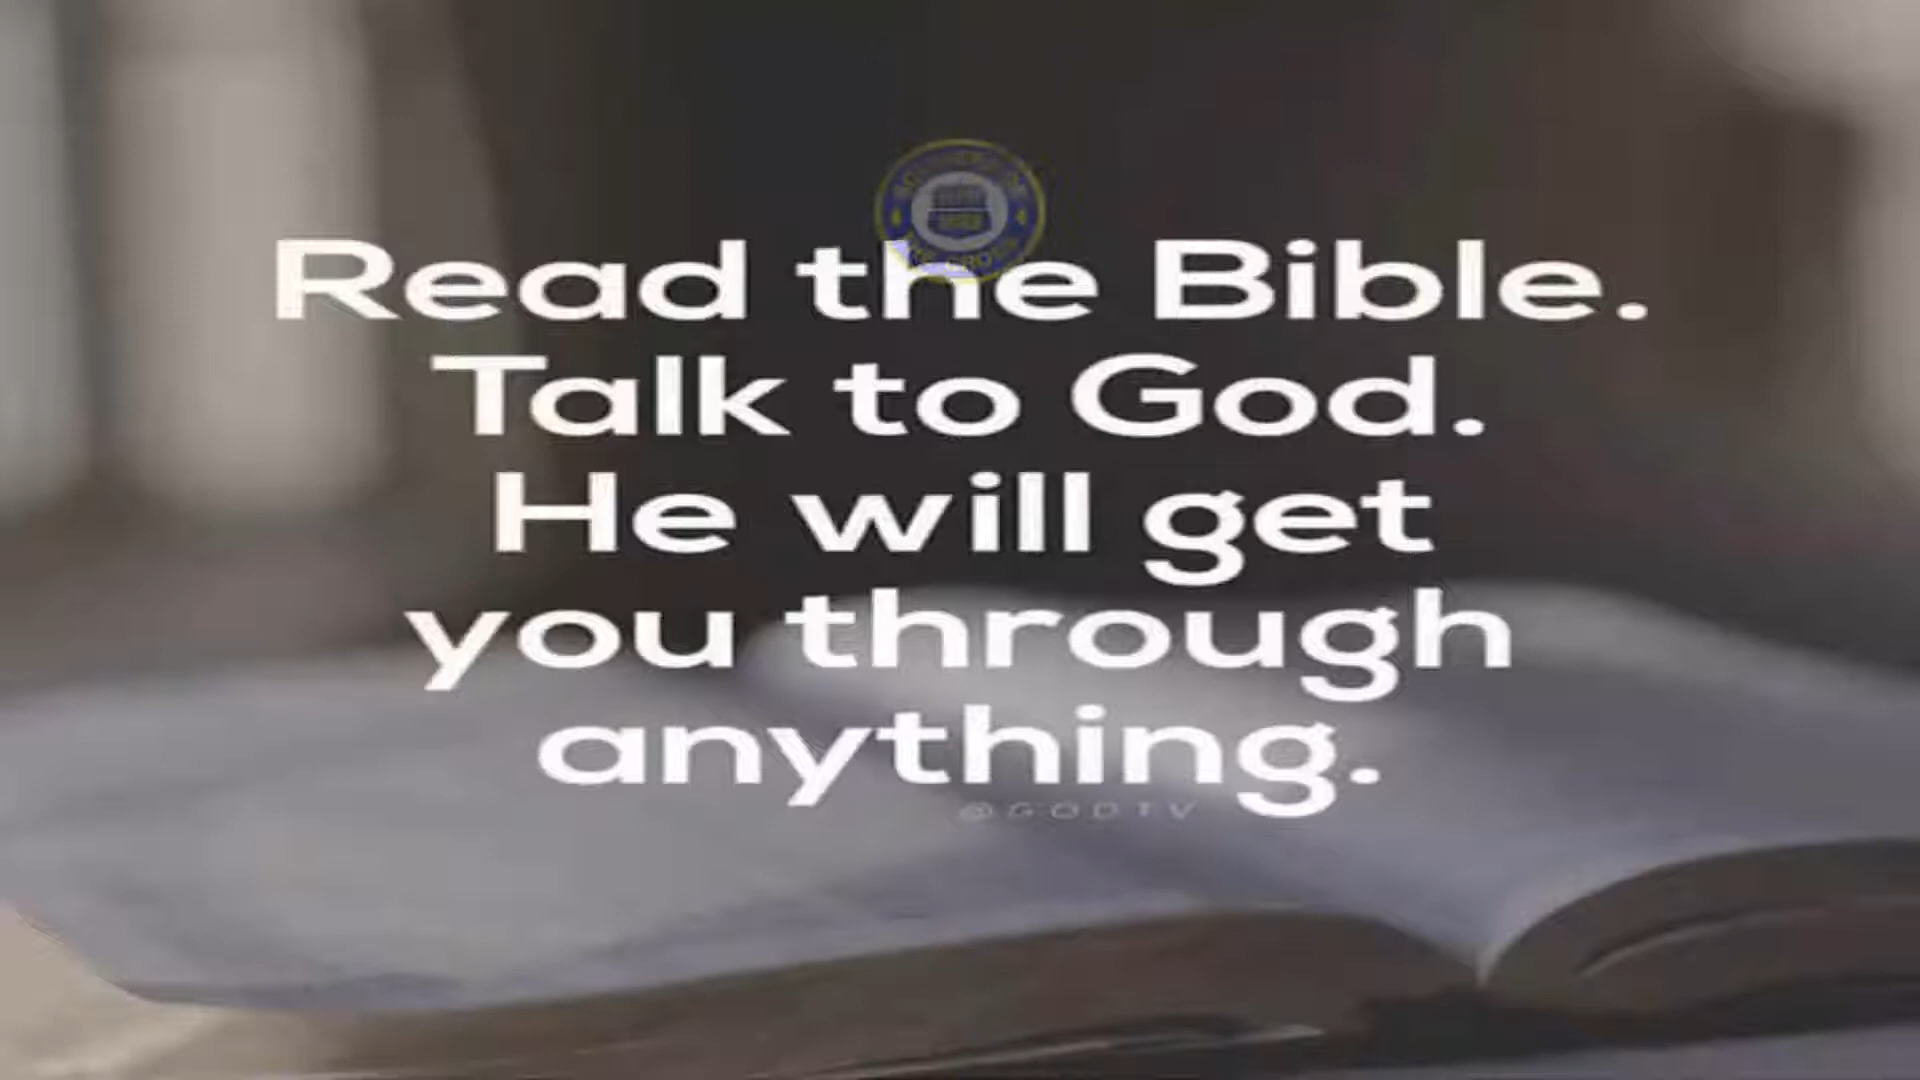 Read the Bible.
Talk to God.
He will get
you through
anything.
@GODTV